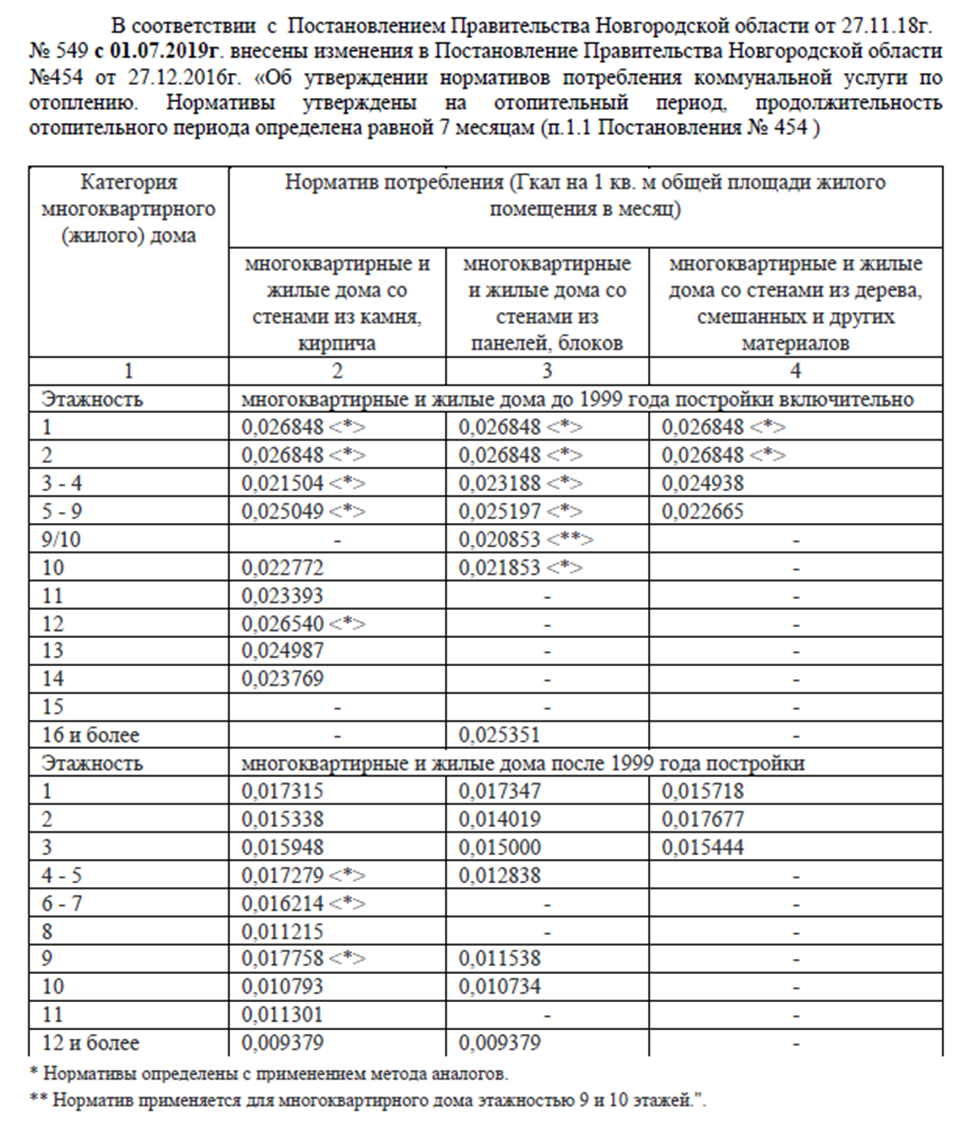 В соответствии с Постановлением Правительства Новгородской области от 27.11.18г.
№ 549 с 01.07.2019г. внесены изменения в Постановление Правительства Новгородской области
№454 от 27.12.2016г. «Об утверждении нормативов потребления коммунальной услуги по
отоплению. Нормативы утверждены на отопительный период, продолжительность
отопительного периода определена равной 7 месяцам (п.1.1 Постановления № 454 )
Категория
многоквартирного
(жилого) дома
Норматив потребления (Гкал на 1 кв. м общей площади жилого
помещения в месяц)
многоквартирные и
жилые дома со
стенами из камня,
кирпича
многоквартирные
и жилые дома со
стенами из
панелей, блоков
многоквартирные и жилые
дома со стенами из дерева,
смешанных и других
материалов
1 2 3 4
Этажность многоквартирные и жилые дома до 1999 года постройки включительно
1 0,026848 <*> 0,026848 <*> 0,026848 <*>
2 0,026848 <*> 0,026848 <*> 0,026848 <*>
3 - 4 0,021504 <*> 0,023188 <*> 0,024938
5 - 9 0,025049 <*> 0,025197 <*> 0,022665
9/10 - 0,020853 <**> -
10 0,022772 0,021853 <*> -
11 0,023393 - -
12 0,026540 <*> - -
13 0,024987 - -
14 0,023769 - -
15 - - -
16 и более - 0,025351 -
Этажность многоквартирные и жилые дома после 1999 года постройки
1 0,017315 0,017347 0,015718
2 0,015338 0,014019 0,017677
3 0,015948 0,015000 0,015444
4 - 5 0,017279 <*> 0,012838 -
6 - 7 0,016214 <*> - -
8 0,011215 - -
9 0,017758 <*> 0,011538 -
10 0,010793 0,010734 -
11 0,011301 - -
12 и более 0,009379 0,009379 -
* Нормативы определены с применением метода аналогов.
** Норматив применяется для многоквартирного дома этажностью 9 и 10 этажей.".